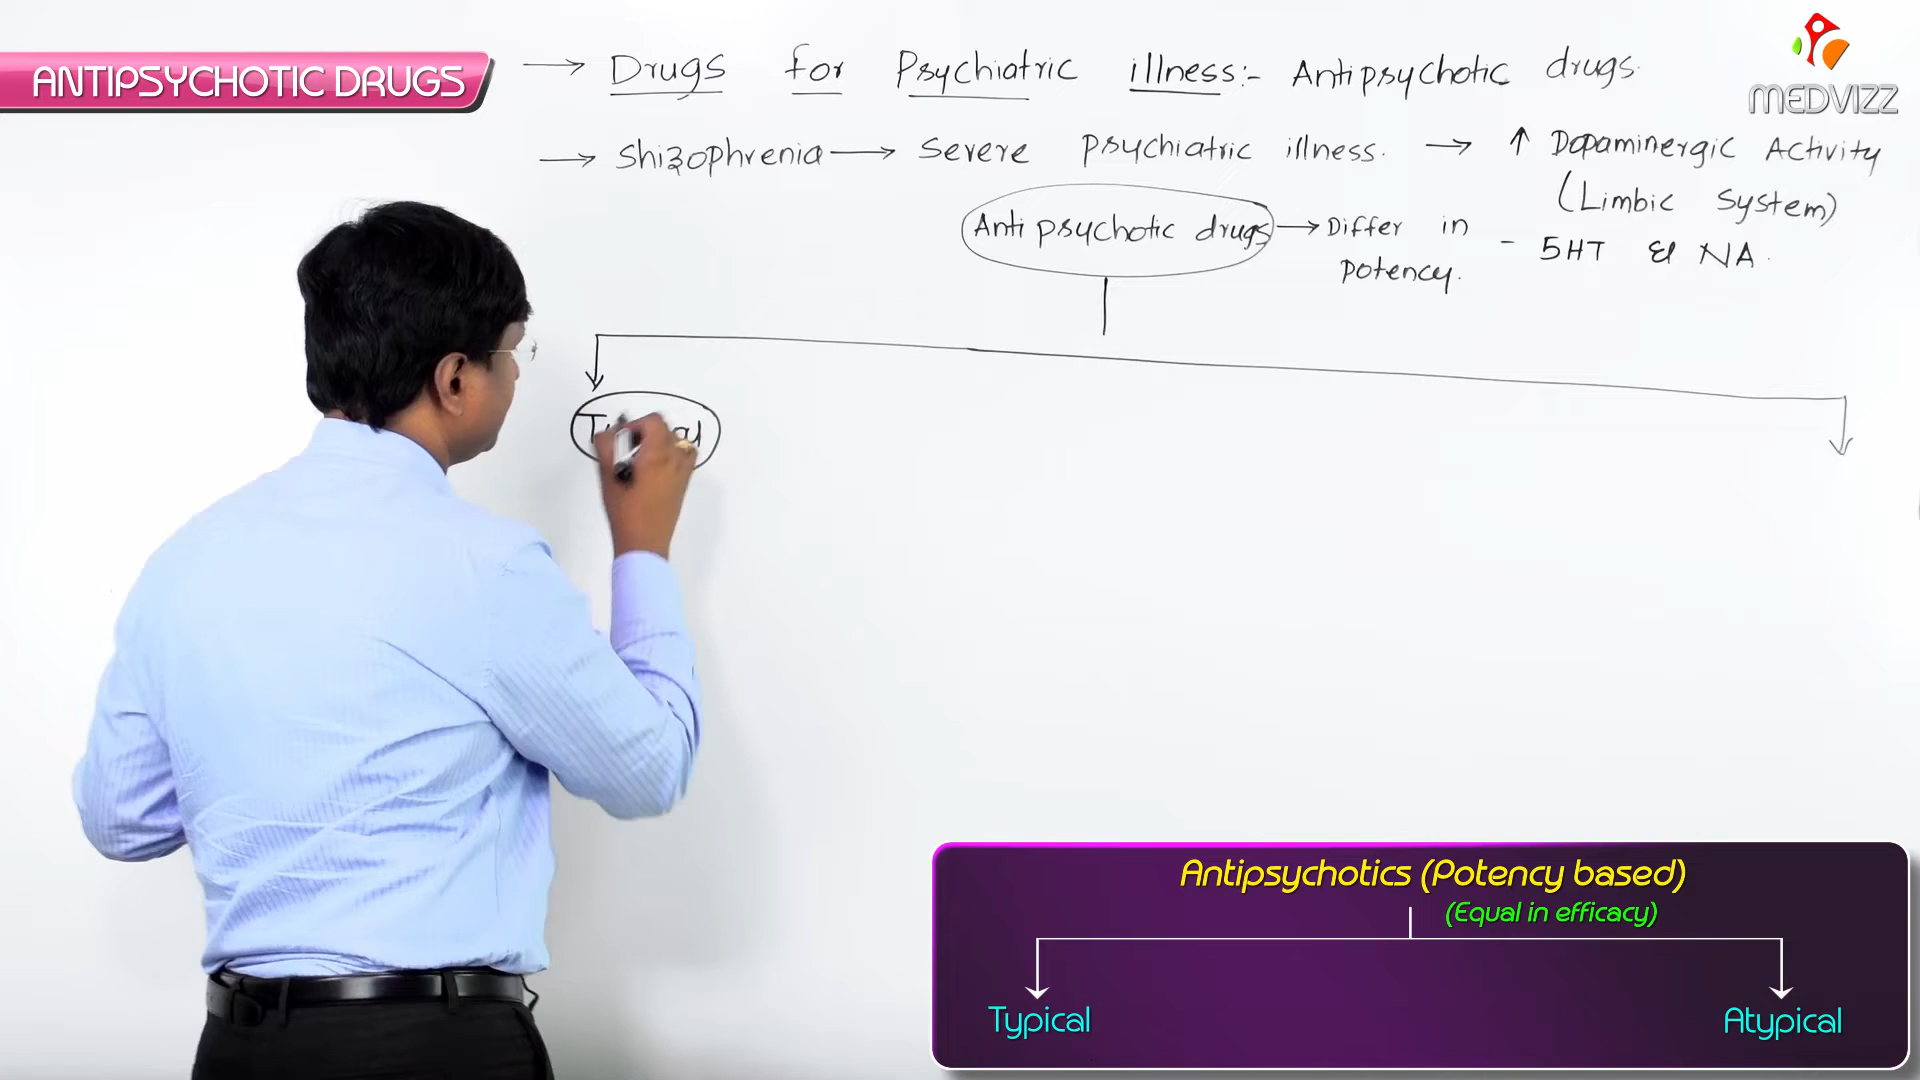 ANTIPSYCHOTIC DRUGS
→ Drugs for Psychiatric illness:- Antipsychotic drugs.
MEDVIZZ
→ Shizophrenia → Severe psychiatric illness. → ↑ Dopaminergic Activity
(Limbic System)
Anti psychotic drugs → Differ in
potency.
- 5HT & NA.
Antipsychotics (Potency based)
(Equal in efficacy)
Typical
Atypical